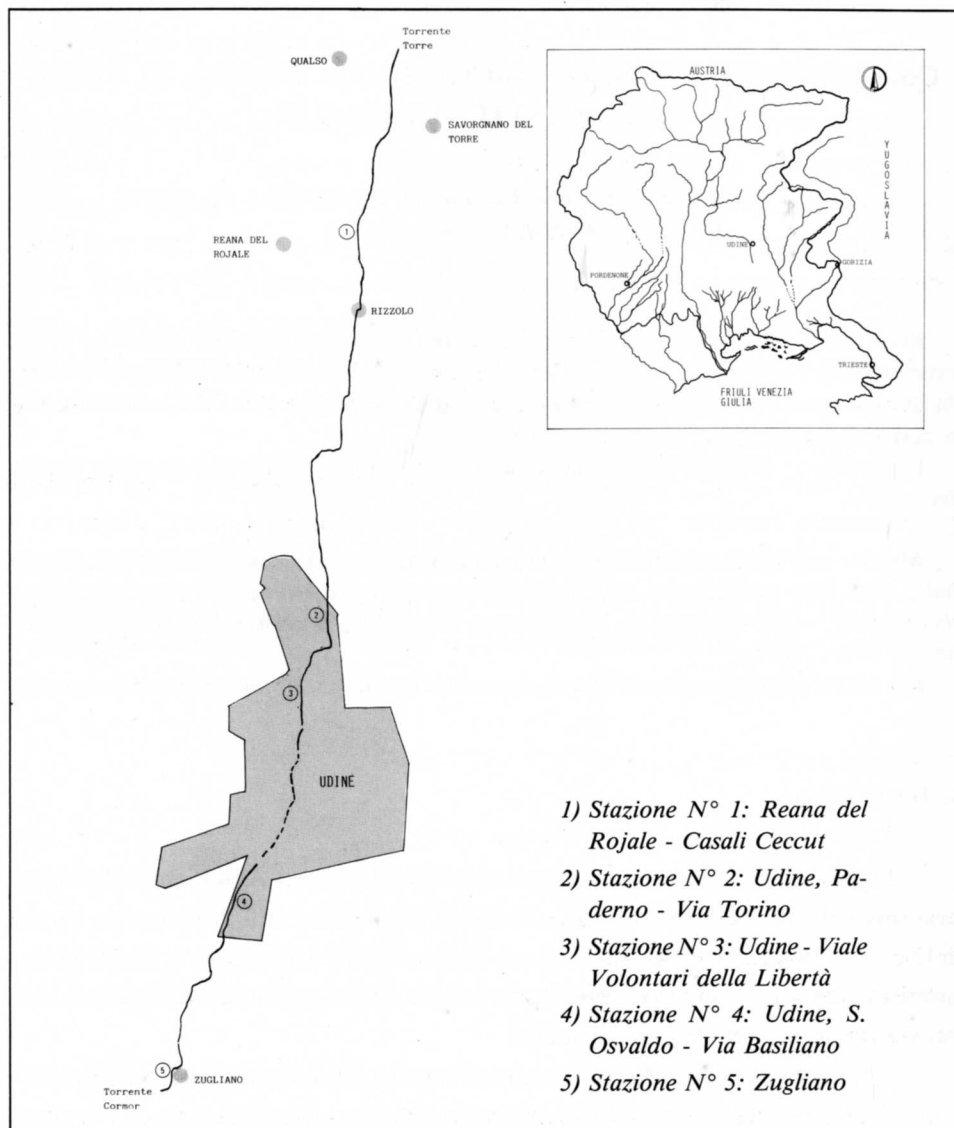 Torrente
Torre
QUALSO
SAVORGNANO DEL
TORRE
1
REANA DEL
ROJALE
RIZZOLO
2
3
UDINE
4
5
ZUGLIANO
Torrente
Cormor
AUSTRIA
YUGOSLAVIA
UDINE
GORIZIA
PORDENONE
TRIESTE
FRIULI VENEZIA
GIULIA
1) Stazione N° 1: Reana del
Rojale - Casali Ceccut
2) Stazione N° 2: Udine, Pa-
derno - Via Torino
3) Stazione N° 3: Udine - Viale
Volontari della Libertà
4) Stazione N° 4: Udine, S.
Osvaldo - Via Basiliano
5) Stazione N° 5: Zugliano